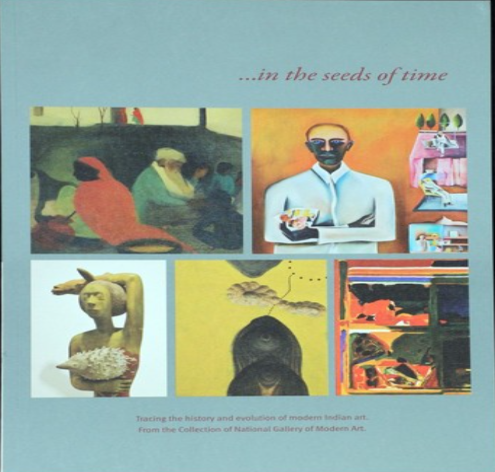 ...in the seeds of time
Tracing the history and evolution of modern Indian art.
From the Collection of National Gallery of Modern Art.